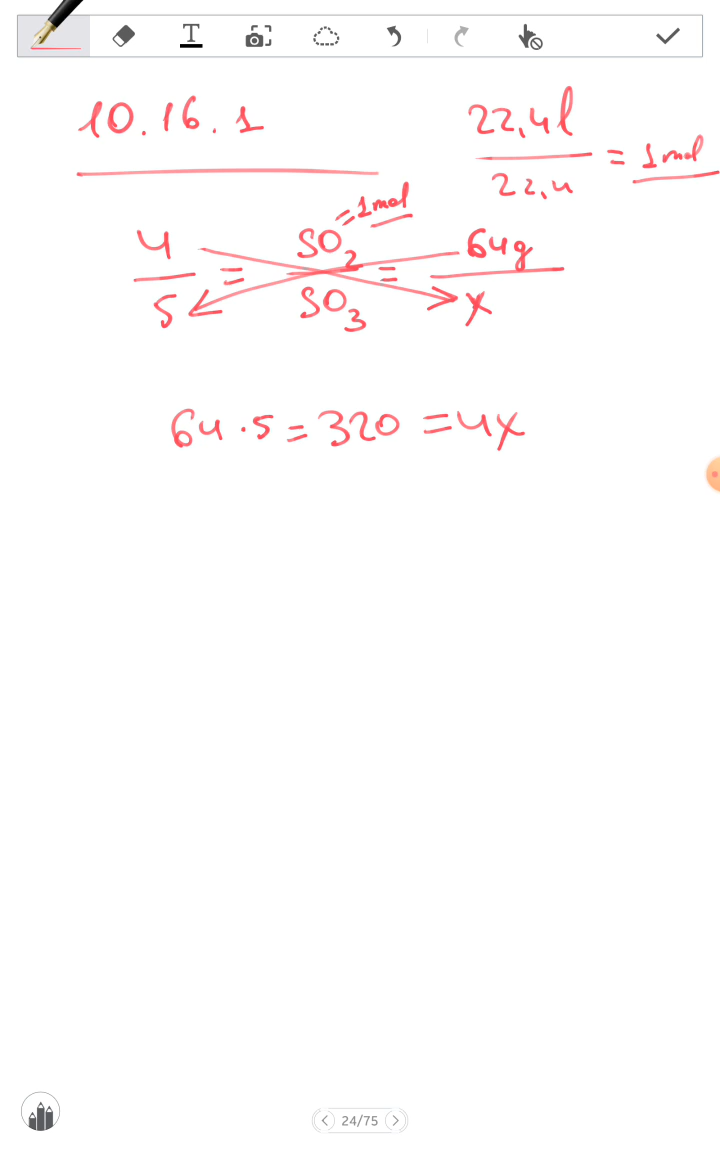 T
10.16.1
22,4l / 22,4 = 1mol
= 1mol
4/5 = SO2/SO3 = 64g/x
64·5=320=4x
24/75